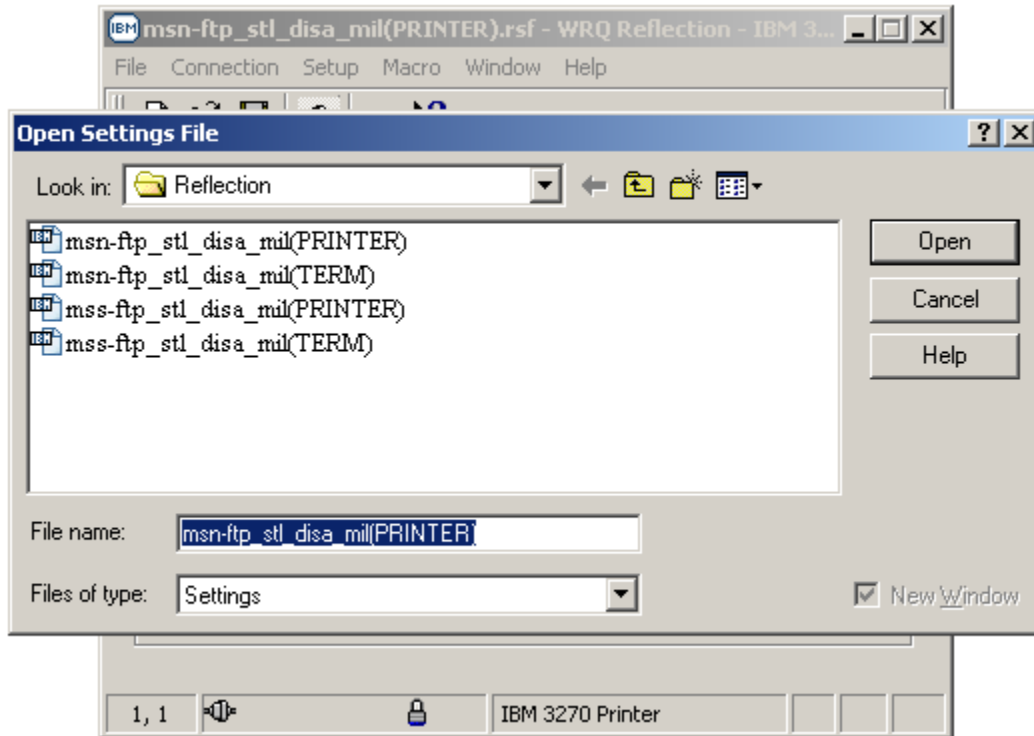 IBM msn-ftp_stl_disa_mil(PRINTER).rsf - WRQ Reflection - IBM 3...
File Connection Setup Macro Window Help
Open Settings File
Look in: Reflection
msn-ftp_stl_disa_mil(PRINTER)
msn-ftp_stl_disa_mil(TERM)
mss-ftp_stl_disa_mil(PRINTER)
mss-ftp_stl_disa_mil(TERM)
Open
Cancel
Help
File name: msn-ftp_stl_disa_mil(PRINTER)
Files of type: Settings
New Window
1, 1 IBM 3270 Printer